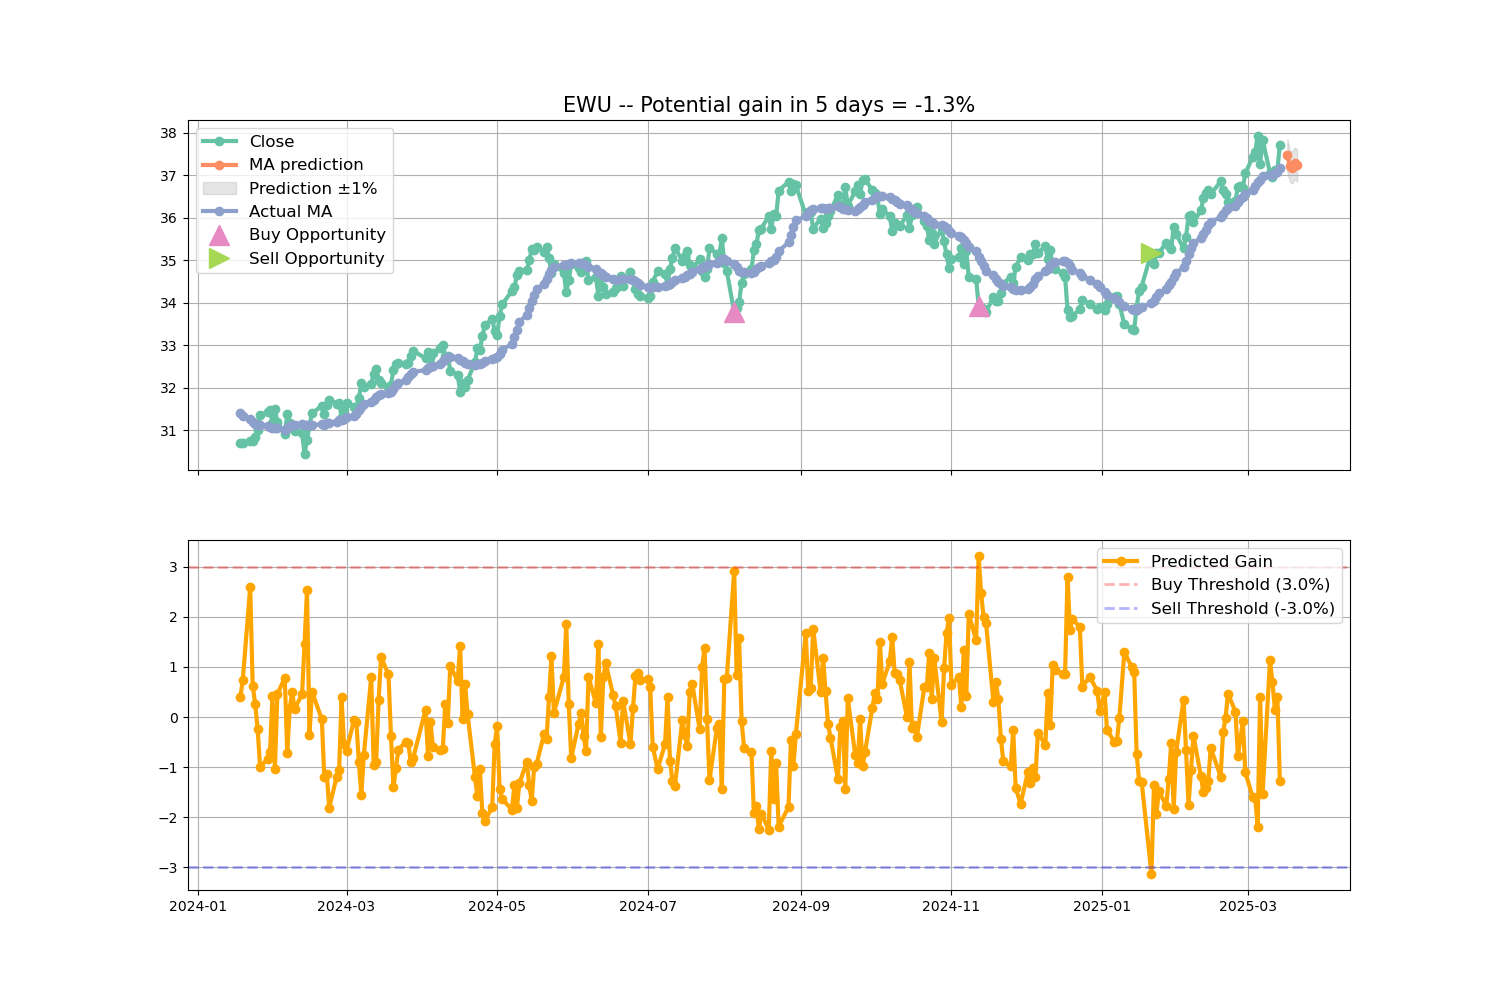 EWU -- Potential gain in 5 days = -1.3%
38
37
36
35
34
33
32
31
Close
MA prediction
Prediction ±1%
Actual MA
Buy Opportunity
Sell Opportunity
3
2
1
0
−1
−2
−3
Predicted Gain
Buy Threshold (3.0%)
Sell Threshold (-3.0%)
2024-01
2024-03
2024-05
2024-07
2024-09
2024-11
2025-01
2025-03